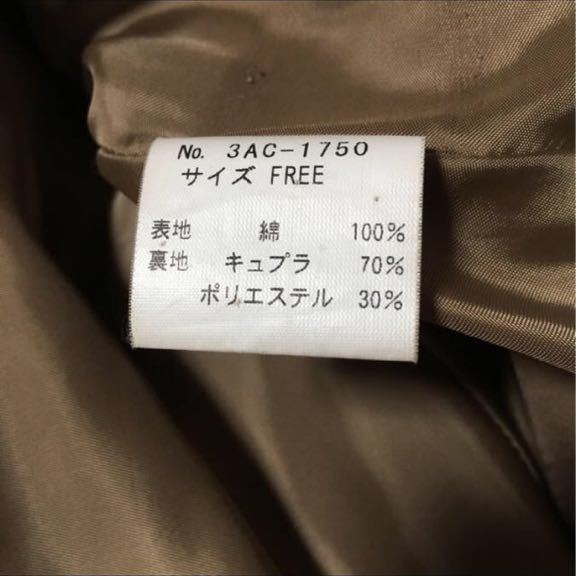 No. 3AC-1750
サイズ FREE
表地 綿 100%
裏地 キュプラ 70%
ポリエステル 30%